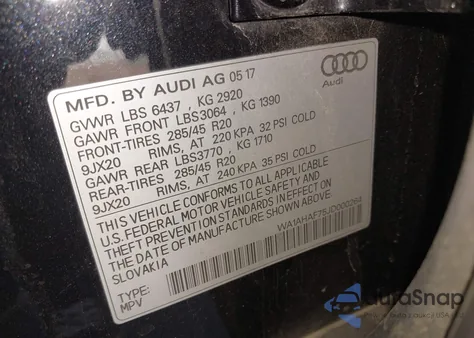 MFD. BY AUDI AG 05 17
Audi
GVWR LBS 6437 , KG 2920
GAWR FRONT LBS3064 , KG 1390
FRONT-TIRES 285/45 R20
9JX20 RIMS, AT 220 KPA 32 PSI COLD
GAWR REAR LBS3770 , KG 1710
REAR-TIRES 285/45 R20
9JX20 RIMS, AT 240 KPA 35 PSI COLD
THIS VEHICLE CONFORMS TO ALL APPLICABLE
U.S. FEDERAL MOTOR VEHICLE SAFETY AND
THEFT PREVENTION STANDARDS IN EFFECT ON
THE DATE OF MANUFACTURE SHOWN ABOVE.
SLOVAKIA
WA1AHAF75JD000264
TYPE:
MPV
AuraSnap